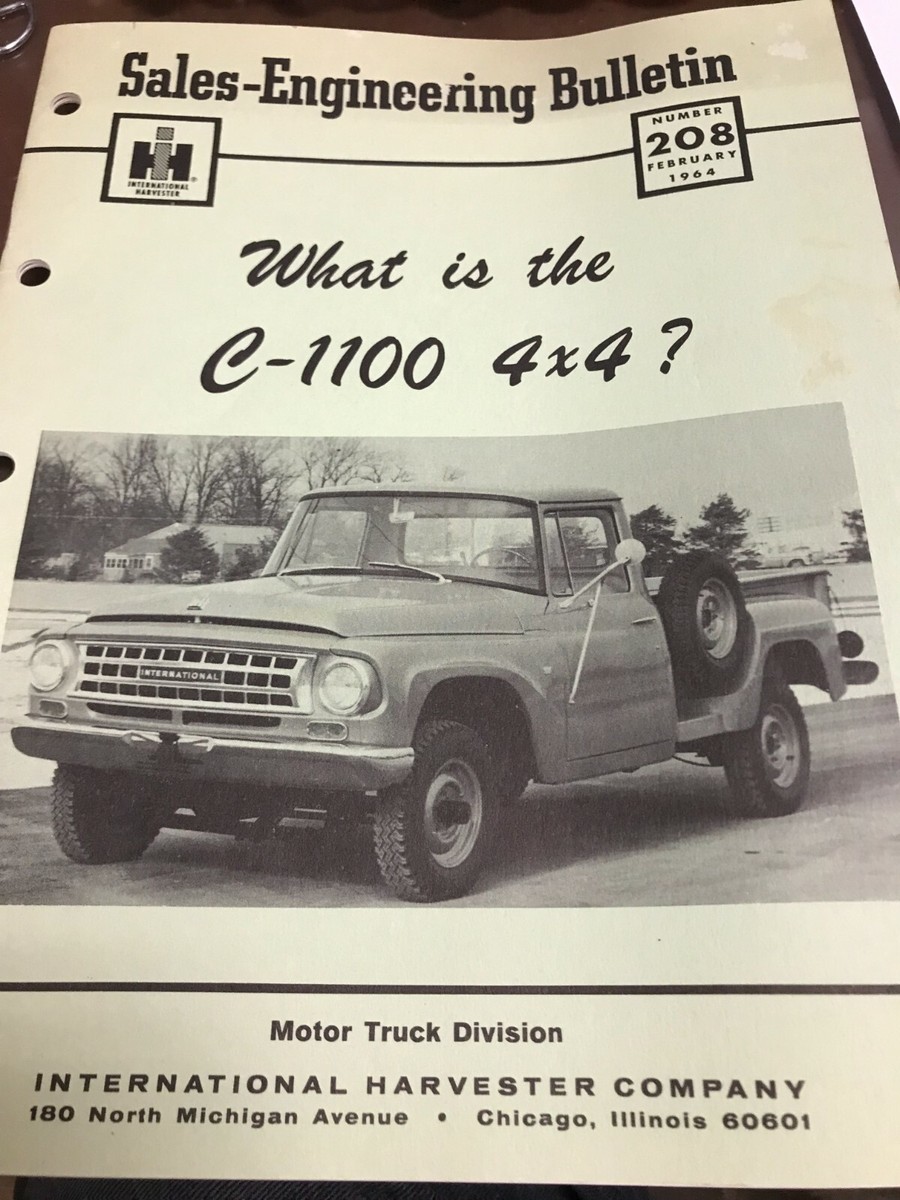 Sales-Engineering Bulletin
IH
INTERNATIONAL
HARVESTER
®
NUMBER
208
FEBRUARY
1964
What is the
C-1100 4x4?
INTERNATIONAL
Motor Truck Division
INTERNATIONAL HARVESTER COMPANY
180 North Michigan Avenue • Chicago, Illinois 60601